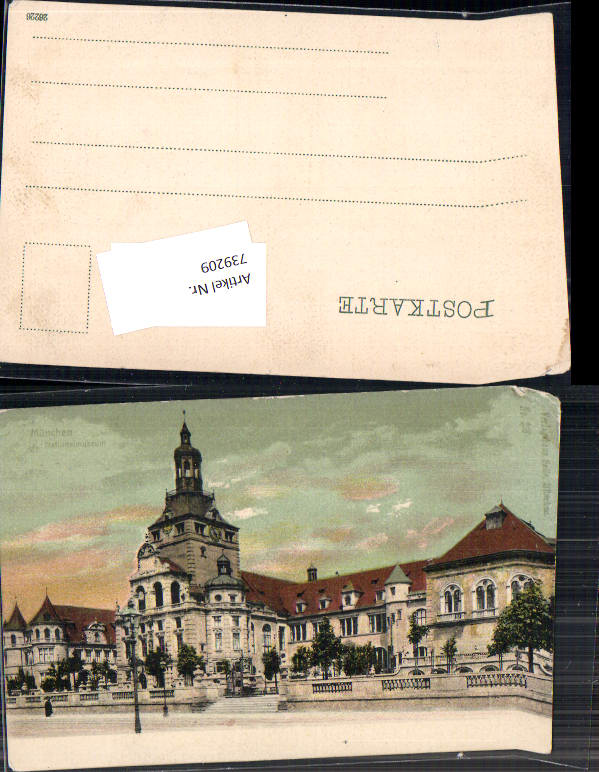 POSTKARTE
Artikel Nr.
739209
München
Nationalmuseum